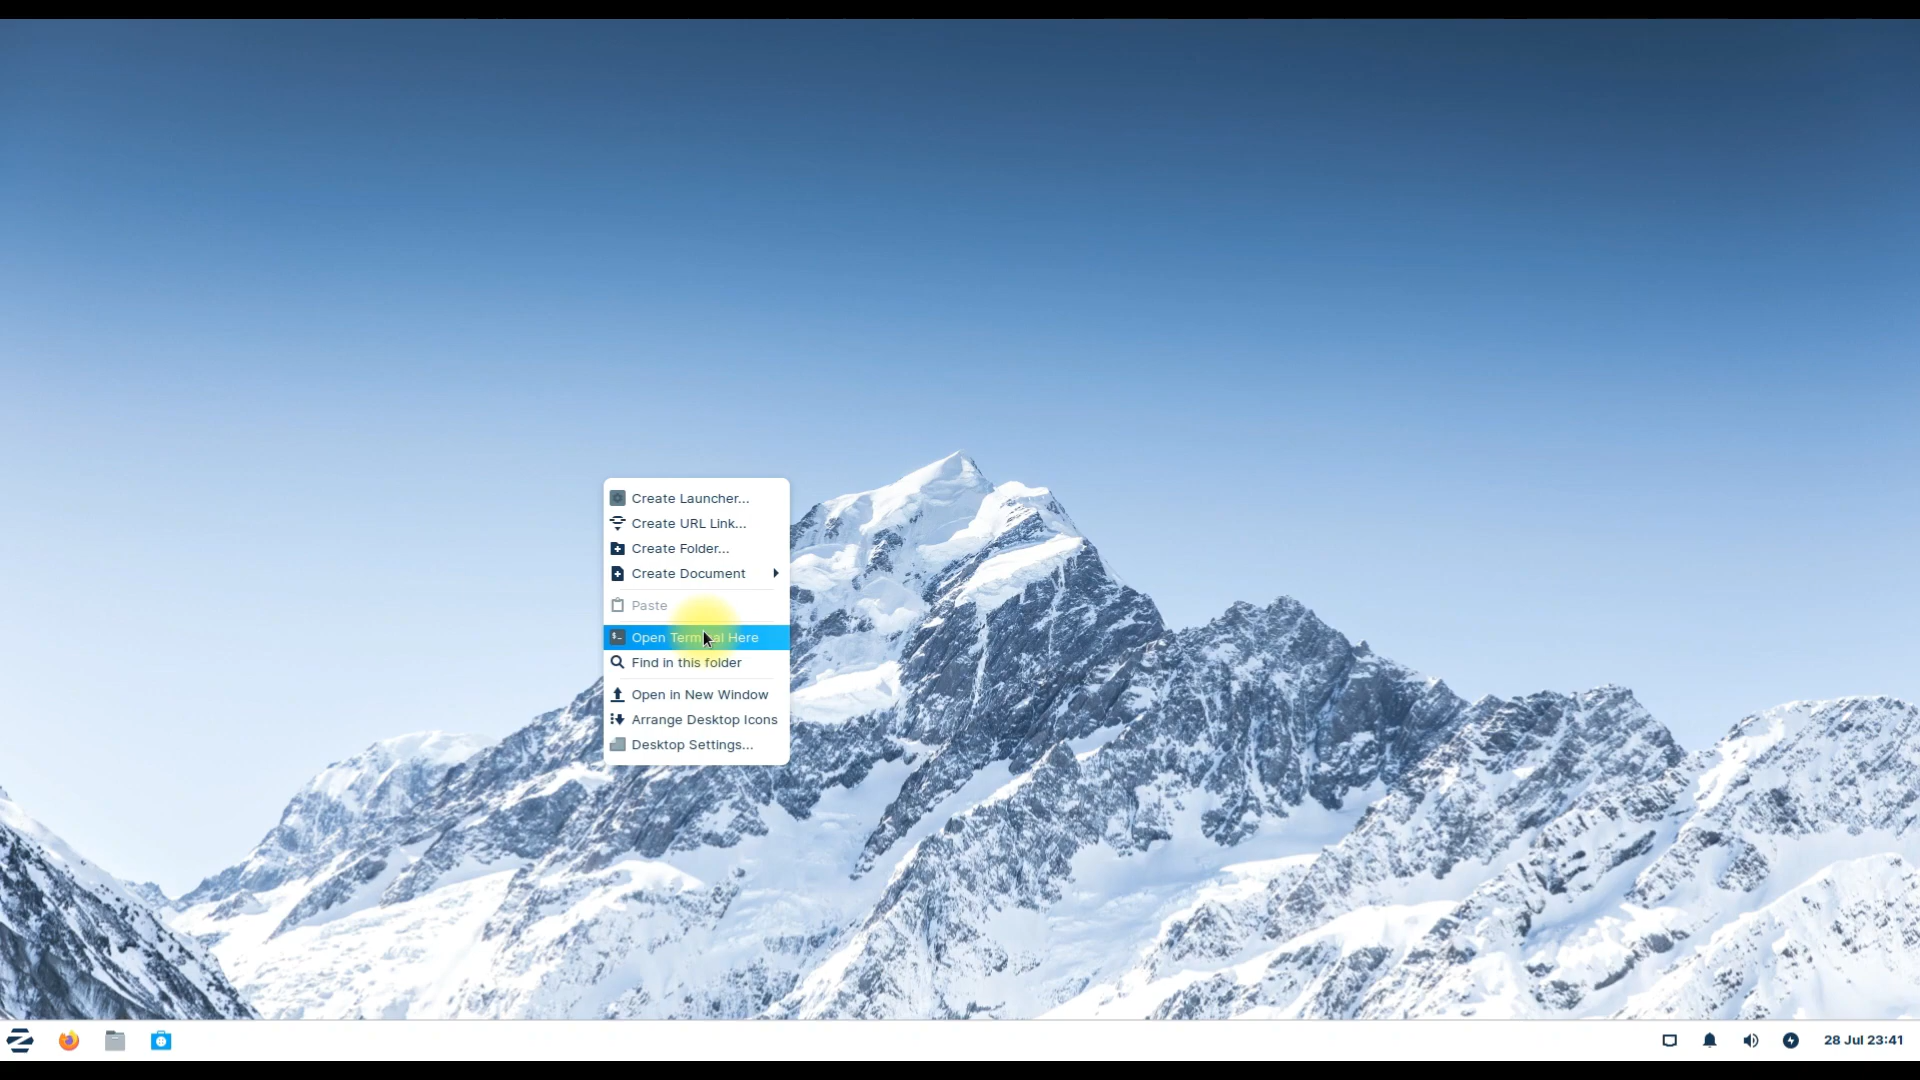 Create Launcher...
Create URL Link...
Create Folder...
Create Document
Paste
Open Terminal Here
Find in this folder
Open in New Window
Arrange Desktop Icons
Desktop Settings...
28 Jul 23:41